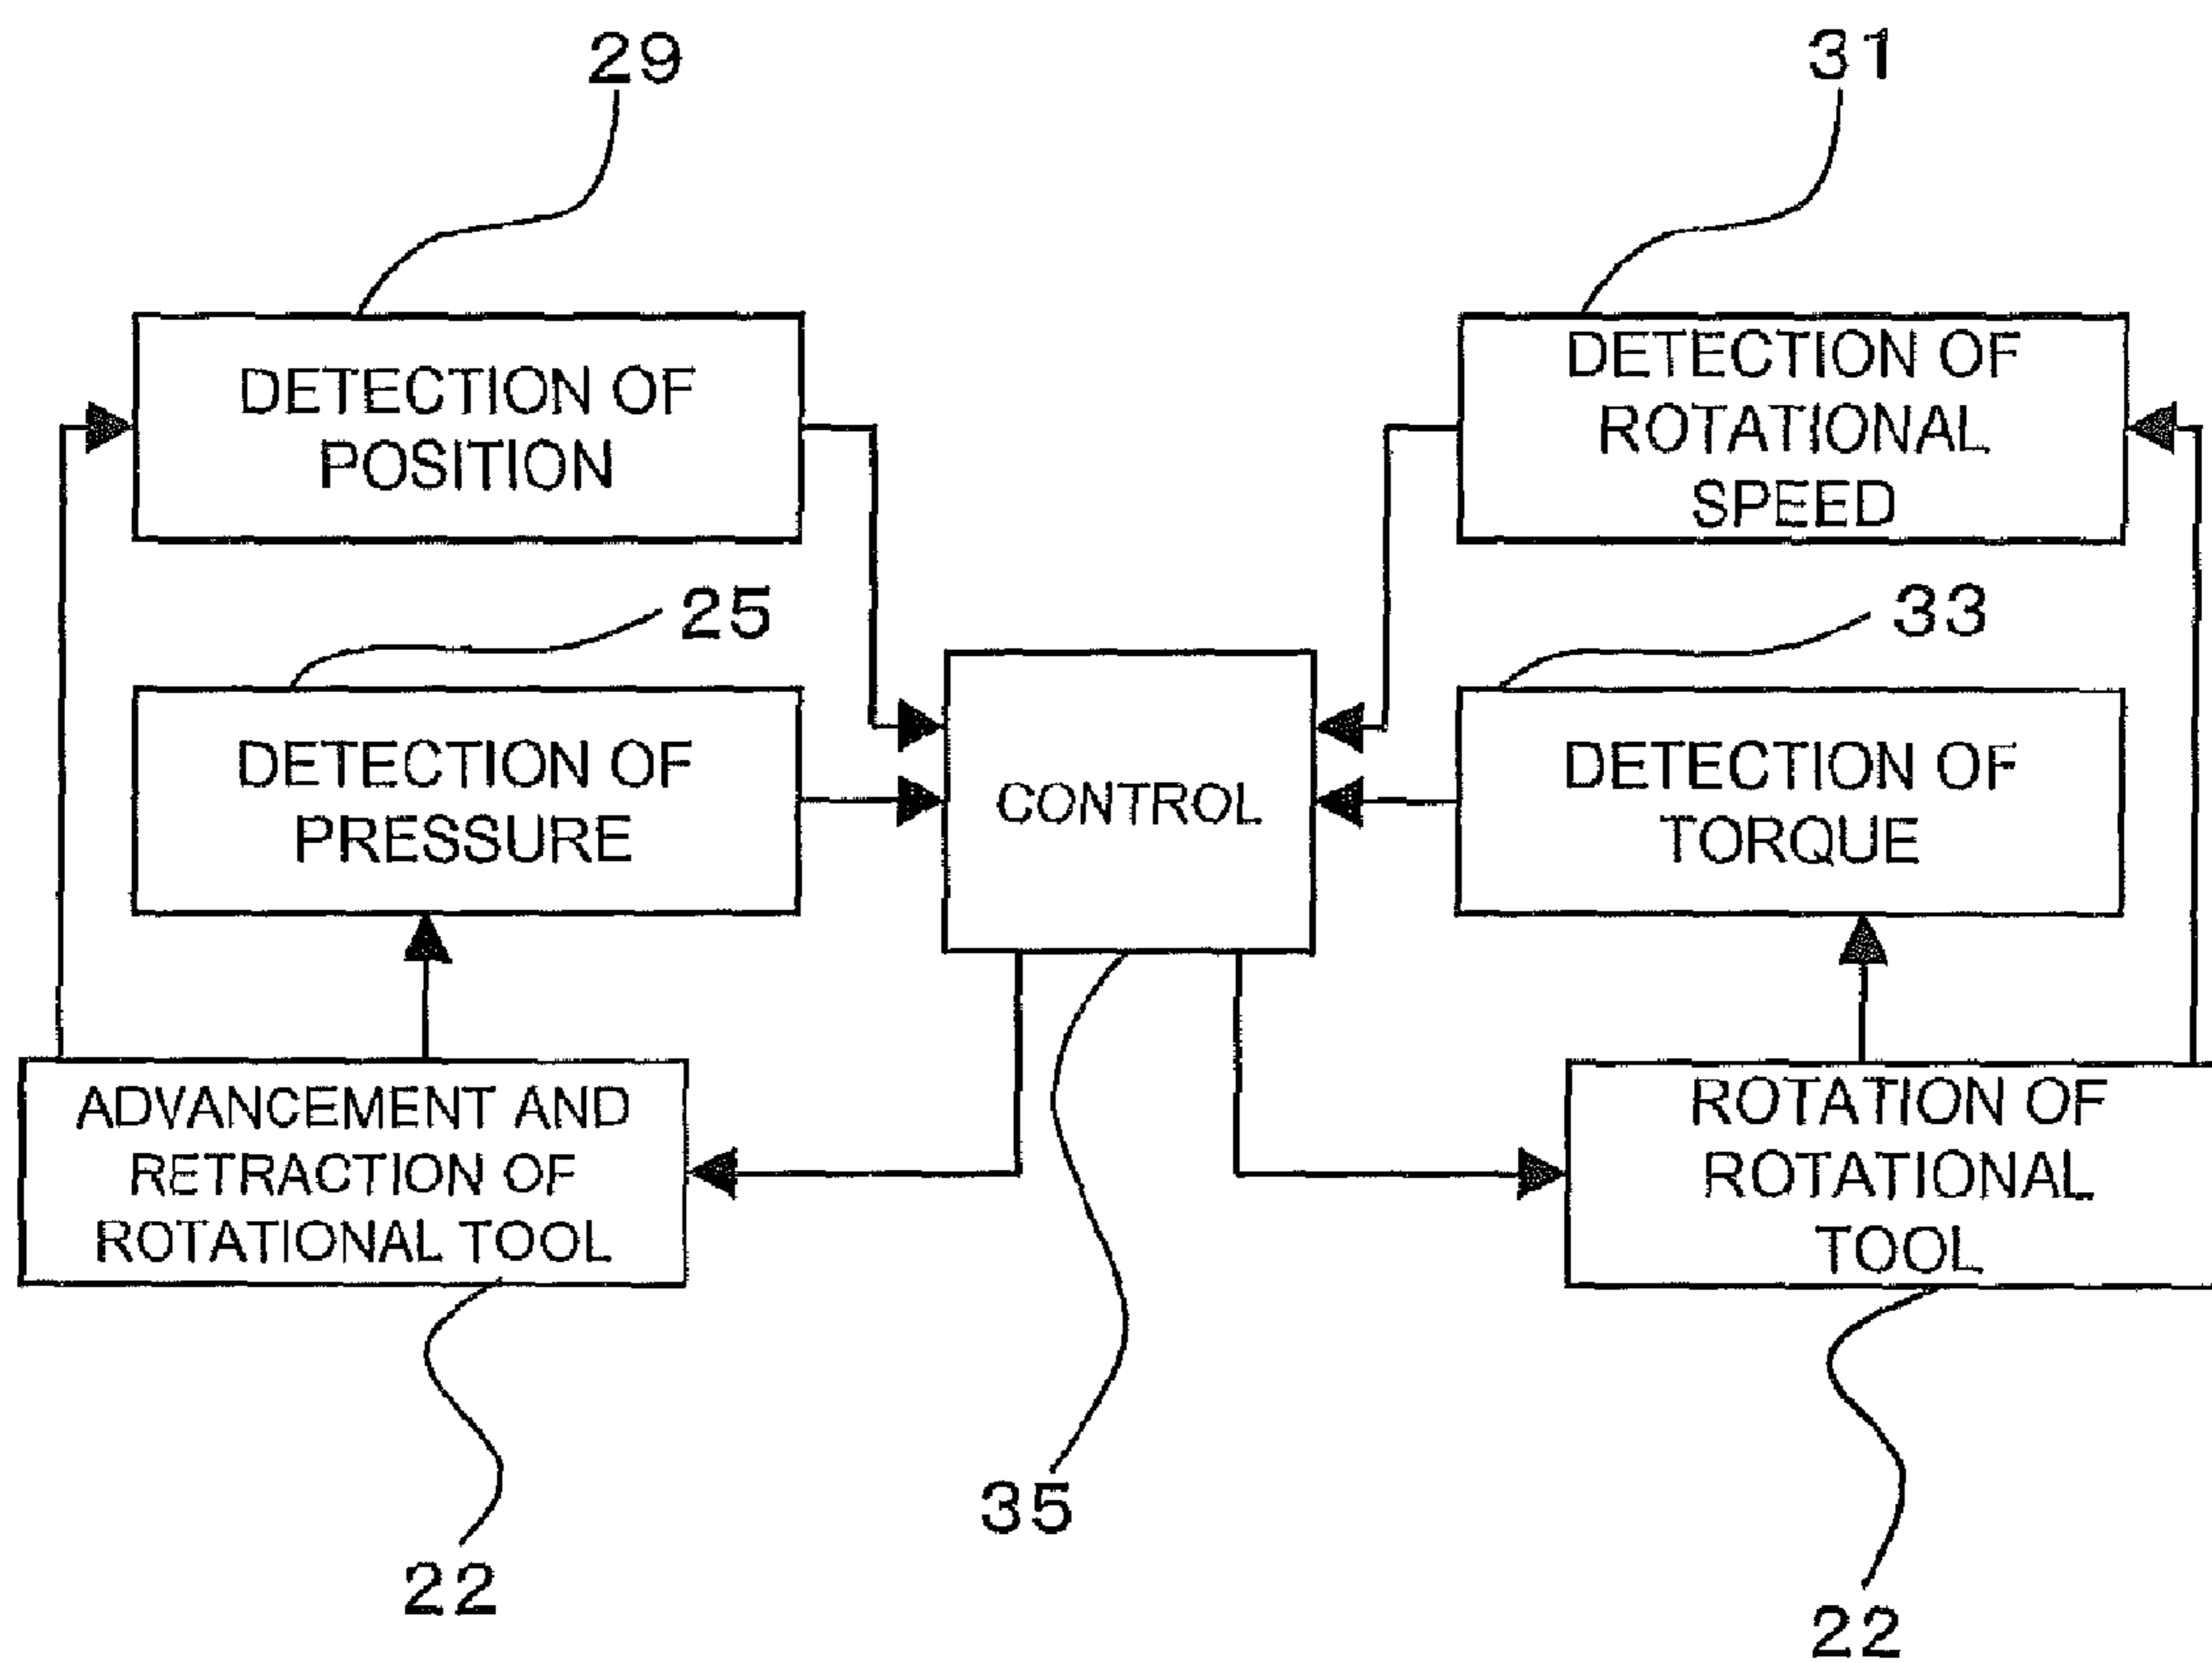 29
31
DETECTION OF
POSITION
DETECTION OF
ROTATIONAL
SPEED
25
33
DETECTION OF
PRESSURE
CONTROL
DETECTION OF
TORQUE
ADVANCEMENT AND
RETRACTION OF
ROTATIONAL TOOL
ROTATION OF
ROTATIONAL
TOOL
35
22
22